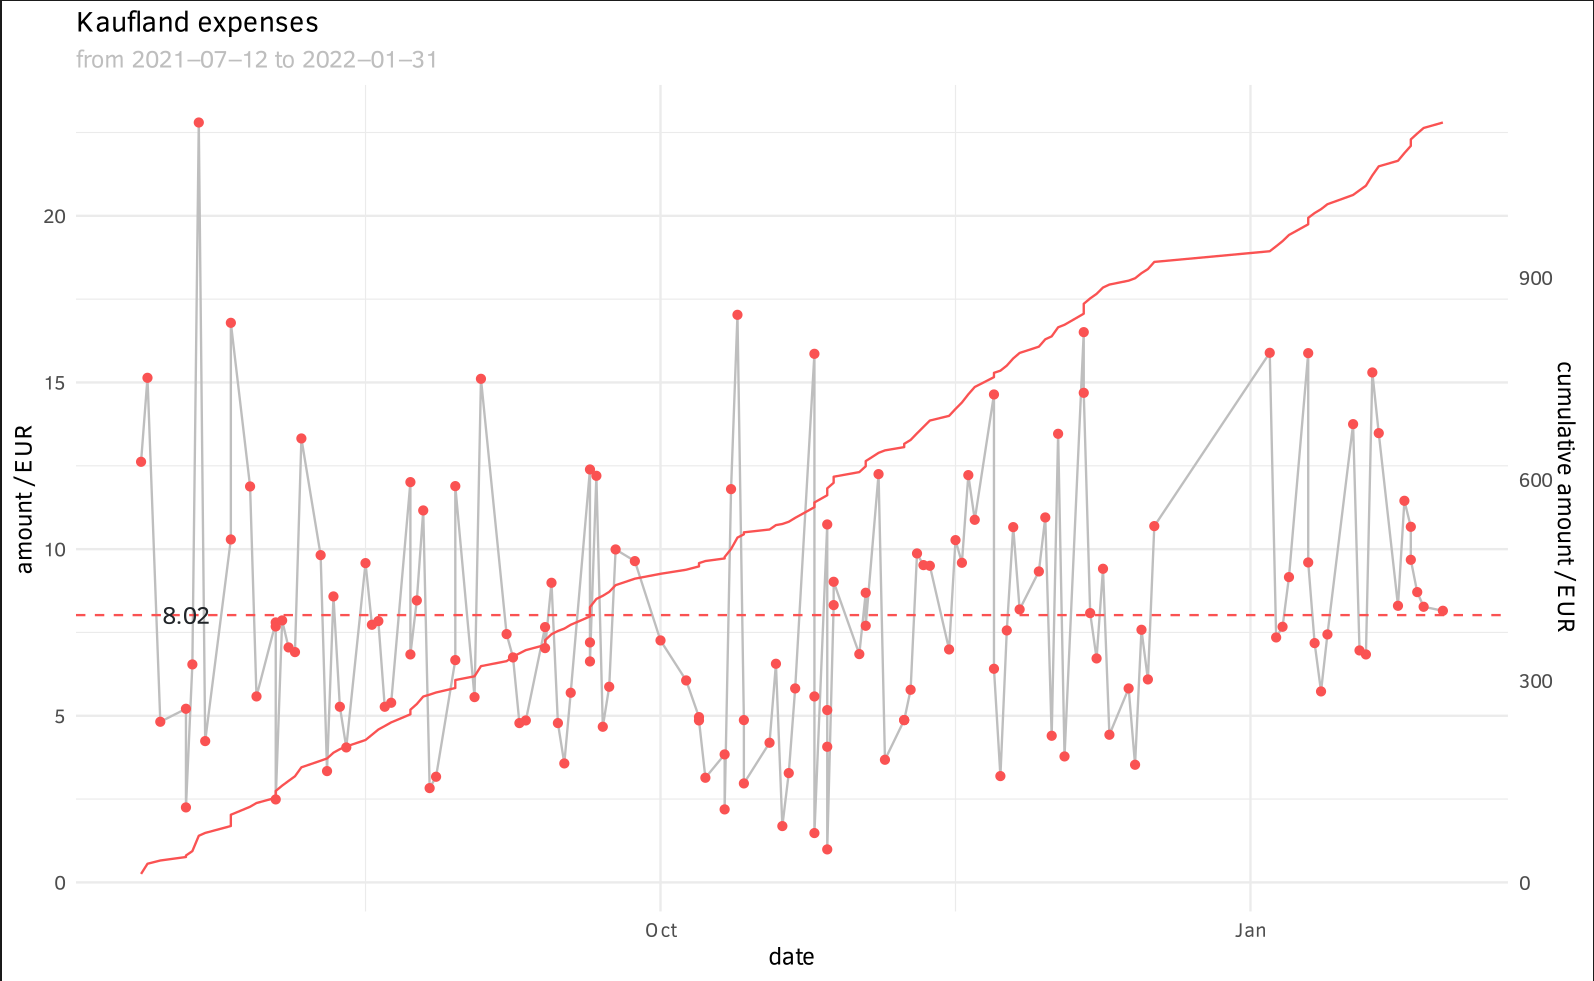 Kaufland expenses
from 2021–07–12 to 2022–01–31
20
15
10
5
0
amount / EUR
8.02
900
600
300
0
cumulative amount / EUR
Oct
Jan
date